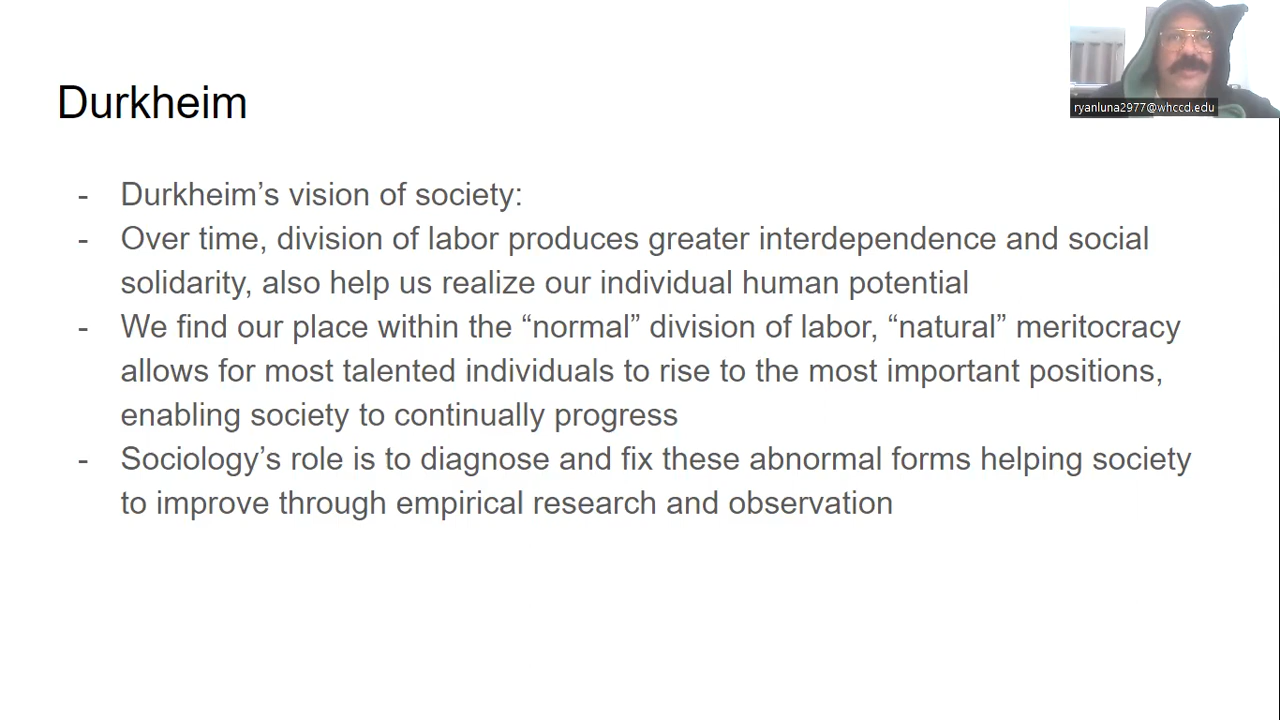 Durkheim
ryanluna2977@whccd.edu
- Durkheim’s vision of society:
- Over time, division of labor produces greater interdependence and social
solidarity, also help us realize our individual human potential
- We find our place within the “normal” division of labor, “natural” meritocracy
allows for most talented individuals to rise to the most important positions,
enabling society to continually progress
- Sociology’s role is to diagnose and fix these abnormal forms helping society
to improve through empirical research and observation